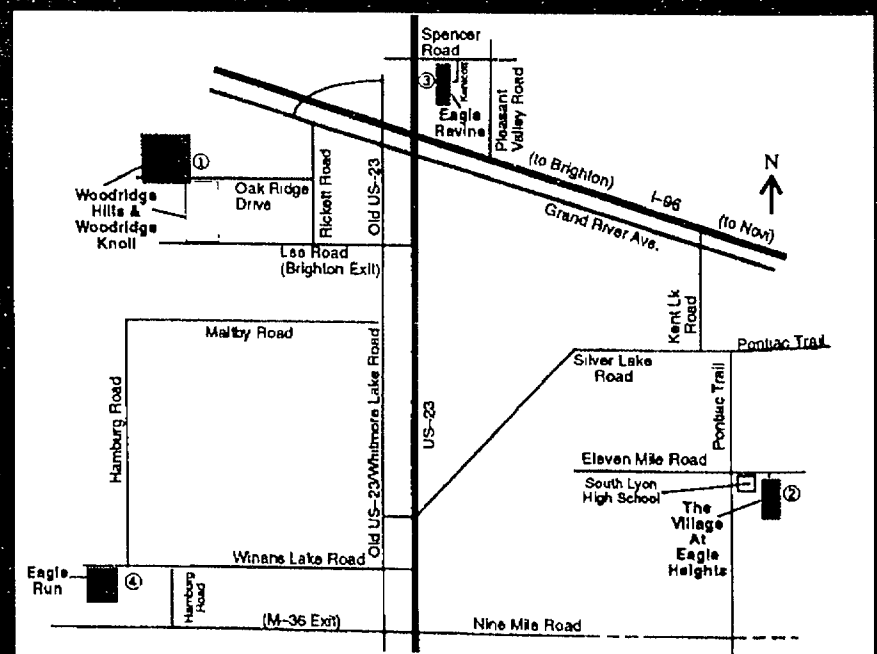 Spencer
Road
③
Kenicott
Eagle
Ravine
Pleasant
Valley Road
①
Woodridge
Hills &
Woodridge
Knoll
Oak Ridge
Drive
Rickett Road
Old US-23
(to Brighton)
I-96
(to Novi)
Grand River Ave.
N
Lee Road
(Brighton Exit)
Kent Lk
Road
Maltby Road
Pontiac Trail
Silver Lake
Road
Hamburg Road
Old US-23/Whitmore Lake Road
US-23
Pontiac Trail
Eleven Mile Road
South Lyon
High School
②
The
Village
At
Eagle
Heights
Winans Lake Road
Eagle
Run
④
Hamburg
Road
(M-36 Exit)
Nine Mile Road